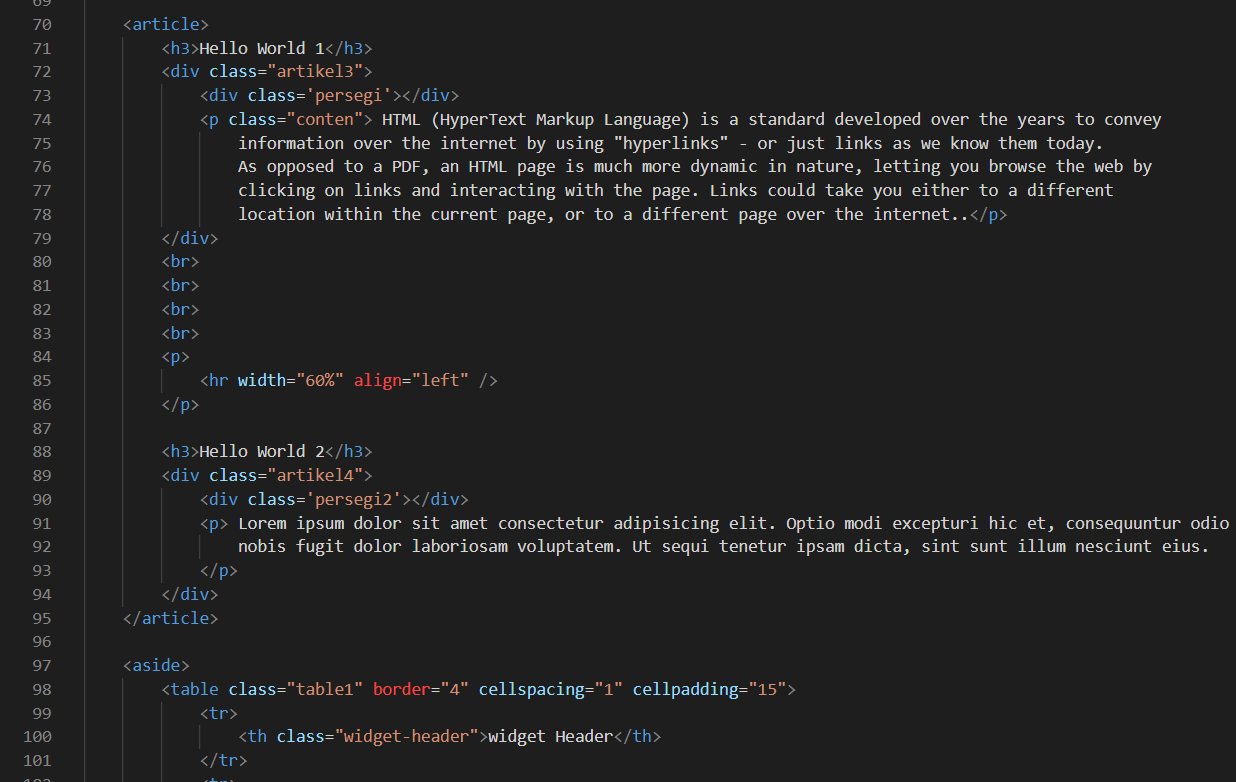 69
70 <article>
71 <h3>Hello World 1</h3>
72 <div class="artikel3">
73 <div class='persegi'></div>
74 <p class="conten"> HTML (HyperText Markup Language) is a standard developed over the years to convey
75 information over the internet by using "hyperlinks" - or just links as we know them today.
76 As opposed to a PDF, an HTML page is much more dynamic in nature, letting you browse the web by
77 clicking on links and interacting with the page. Links could take you either to a different
78 location within the current page, or to a different page over the internet..</p>
79 </div>
80 <br>
81 <br>
82 <br>
83 <br>
84 <p>
85 <hr width="60%" align="left" />
86 </p>
87
88 <h3>Hello World 2</h3>
89 <div class="artikel4">
90 <div class='persegi2'></div>
91 <p> Lorem ipsum dolor sit amet consectetur adipisicing elit. Optio modi excepturi hic et, consequuntur odio
92 nobis fugit dolor laboriosam voluptatem. Ut sequi tenetur ipsam dicta, sint sunt illum nesciunt eius.
93 </p>
94 </div>
95 </article>
96
97 <aside>
98 <table class="table1" border="4" cellspacing="1" cellpadding="15">
99 <tr>
100 <th class="widget-header">widget Header</th>
101 </tr>